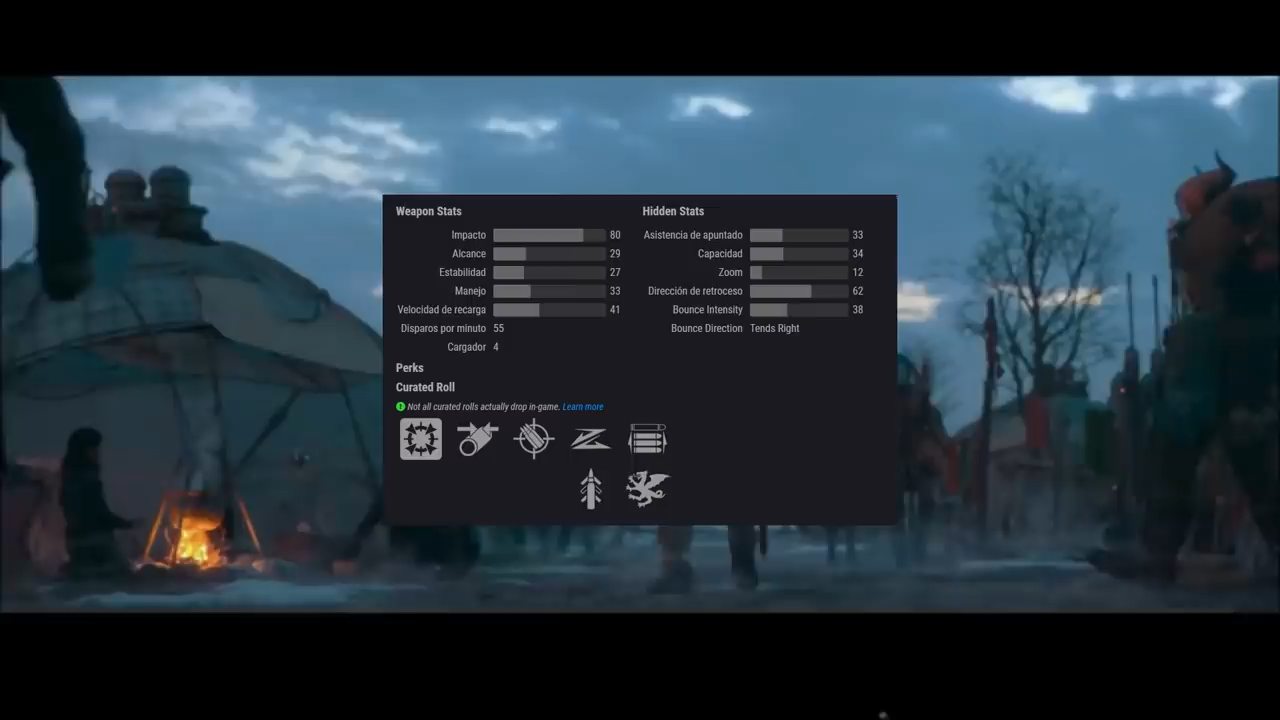 Weapon Stats
Impacto 80
Alcance 29
Estabilidad 27
Manejo 33
Velocidad de recarga 41
Disparos por minuto 55
Cargador 4
Hidden Stats
Asistencia de apuntado 33
Capacidad 34
Zoom 12
Dirección de retroceso 62
Bounce Intensity 38
Bounce Direction Tends Right
Perks
Curated Roll
Not all curated rolls actually drop in-game. Learn more